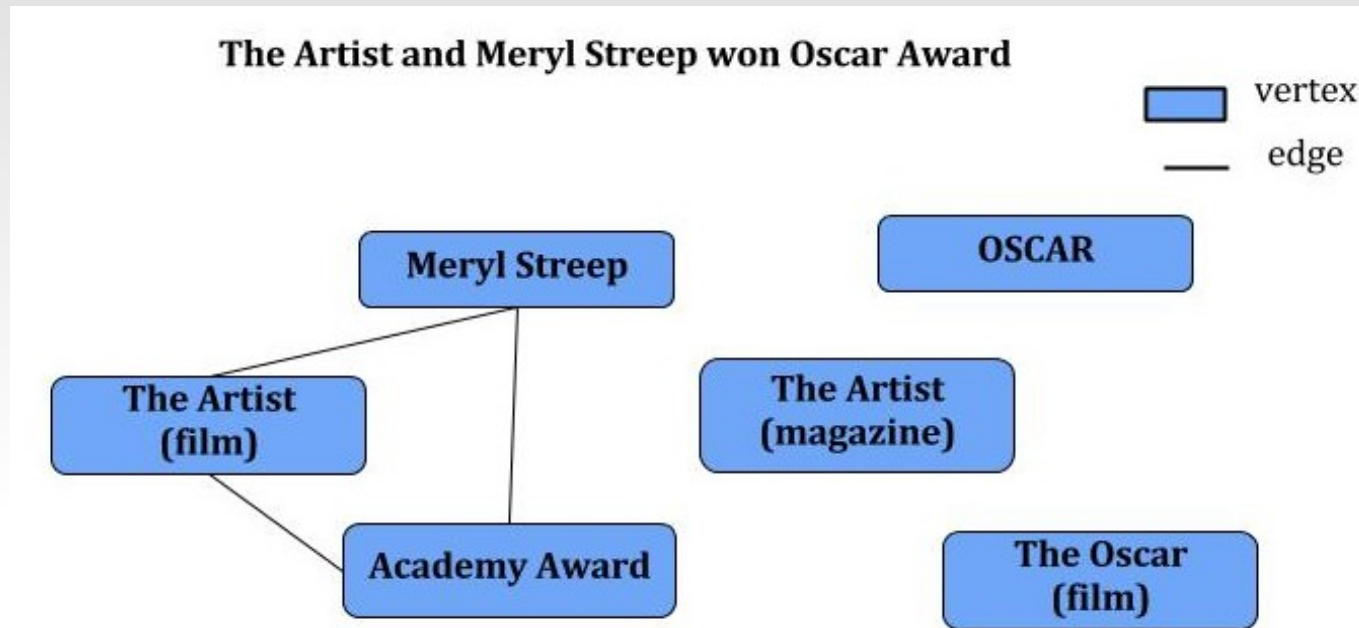 The Artist and Meryl Streep won Oscar Award
vertex
edge
OSCAR
Meryl Streep
The Artist
(film)
The Artist
(magazine)
Academy Award
The Oscar
(film)